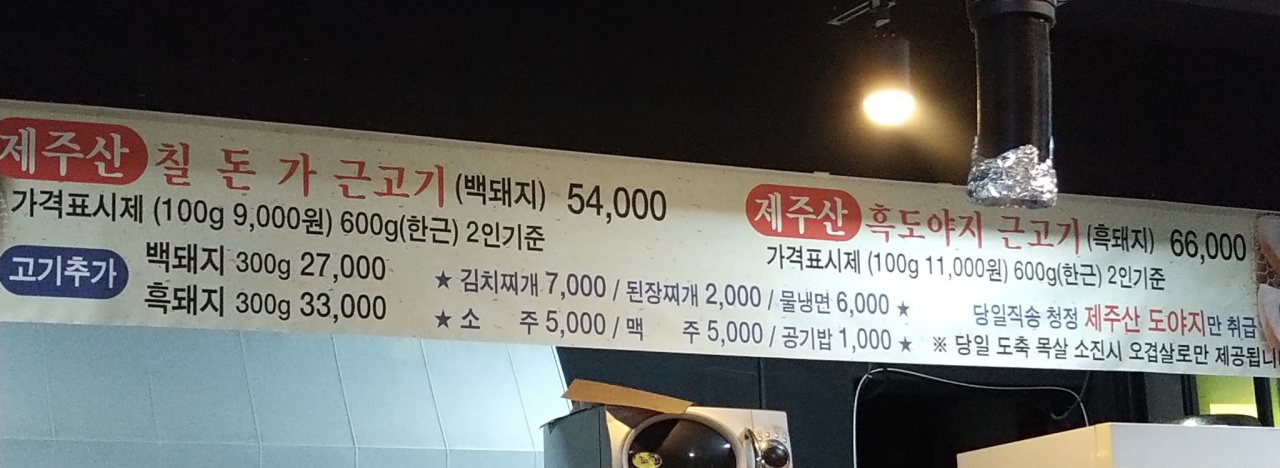 제주산 칠 돈 가 근고기 (백돼지) 54,000
가격표시제 (100g 9,000원) 600g(한근) 2인기준
고기추가
백돼지 300g 27,000
흑돼지 300g 33,000
제주산 흑도야지 근고기 (흑돼지) 66,000
가격표시제 (100g 11,000원) 600g(한근) 2인기준
★ 김치찌개 7,000 / 된장찌개 2,000 / 물냉면 6,000 ★
★ 소 주 5,000 / 맥 주 5,000 / 공기밥 1,000 ★
당일직송 청정 제주산 도야지만 취급
※ 당일 도축 목살 소진시 오겹살로만 제공됩니